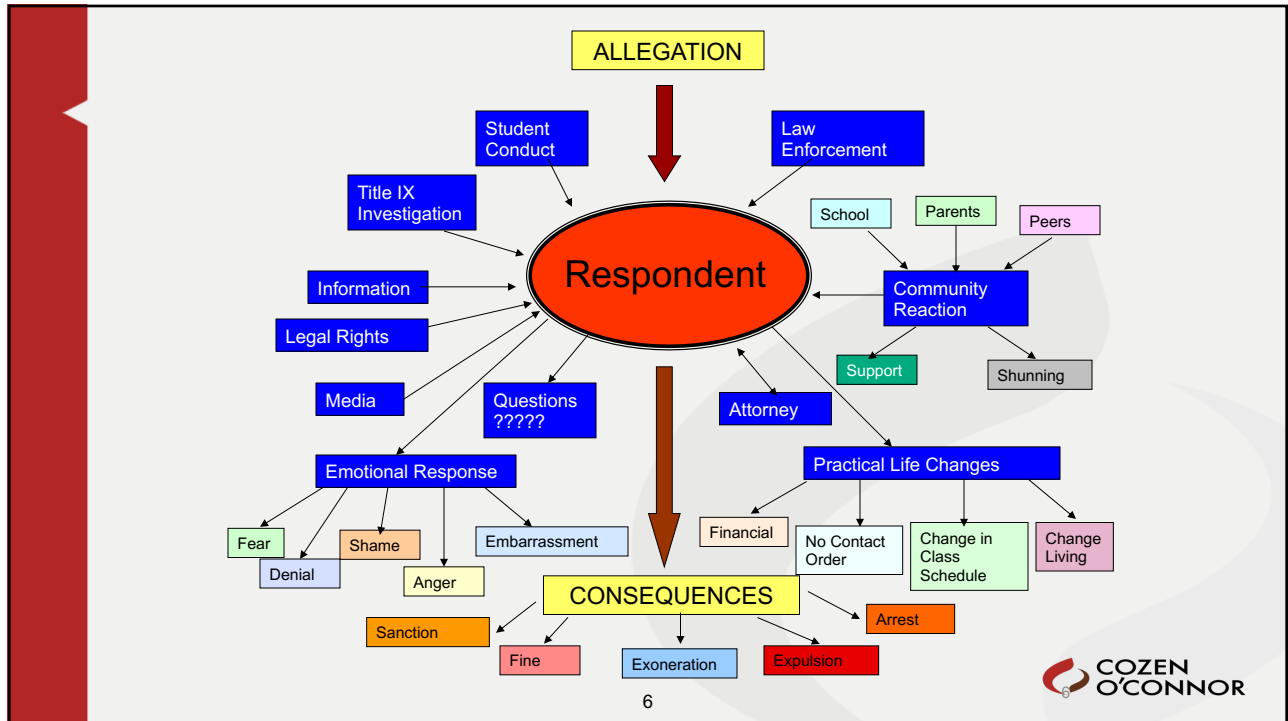 ALLEGATION
Student
Conduct
Law
Enforcement
Title IX
Investigation
School
Parents
Peers
Respondent
Information
Community
Reaction
Legal Rights
Support
Shunning
Media
Questions
?????
Attorney
Emotional Response
Practical Life Changes
Fear
Denial
Shame
Anger
Embarrassment
Financial
No Contact
Order
Change in
Class
Schedule
Change
Living
CONSEQUENCES
Sanction
Fine
Exoneration
Expulsion
Arrest
6
6
COZEN
O'CONNOR